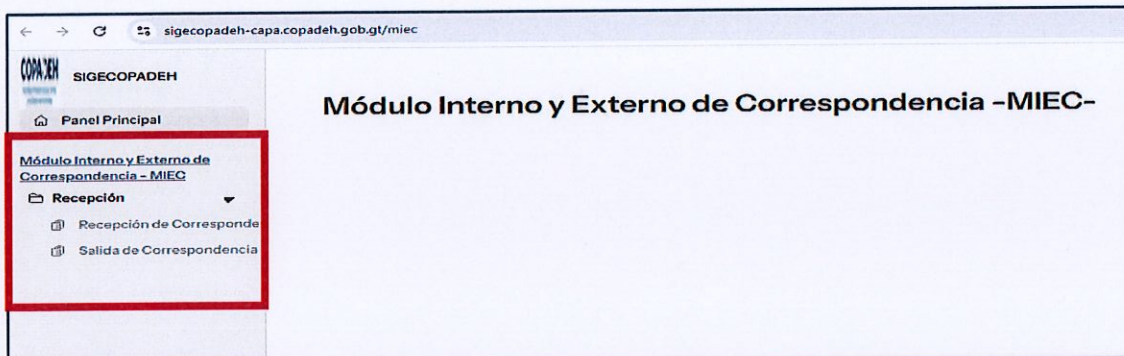 sigecopadeh-capa.copadeh.gob.gt/miec
COPADEH
SIGECOPADEH
Panel Principal
Módulo Interno y Externo de Correspondencia -MIEC-
Módulo Interno y Externo de
Correspondencia - MIEC
Recepción
Recepción de Corresponde
Salida de Correspondencia